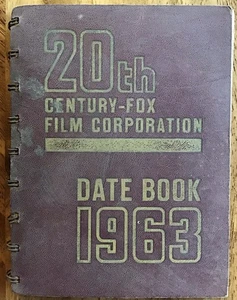 20th
CENTURY-FOX
FILM CORPORATION
DATE BOOK
1963